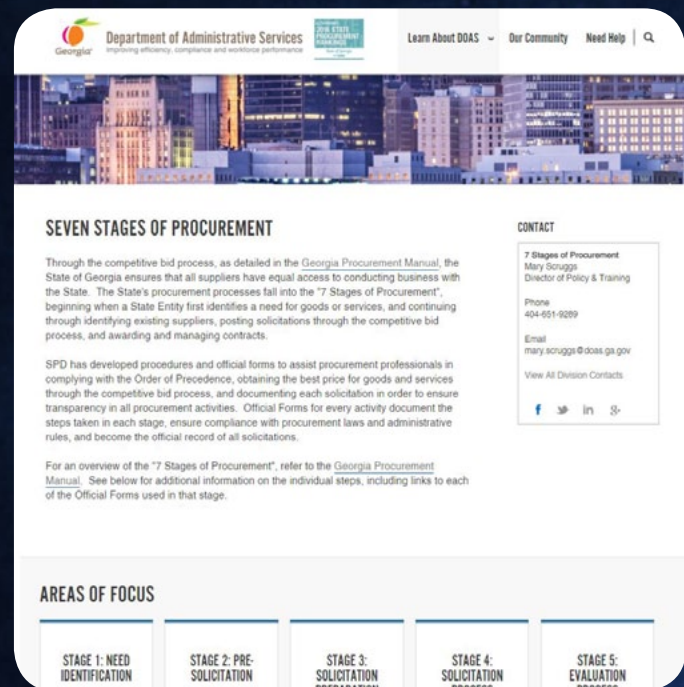 Georgia
Department of Administrative Services
Improving efficiency, compliance and workforce performance
2016 STATE
PROCUREMENT
RANKINGS
Learn About DOAS
Our Community
Need Help
SEVEN STAGES OF PROCUREMENT
Through the competitive bid process, as detailed in the Georgia Procurement Manual, the
State of Georgia ensures that all suppliers have equal access to conducting business with
the State. The State's procurement processes fall into the "7 Stages of Procurement",
beginning when a State Entity first identifies a need for goods or services, and continuing
through identifying existing suppliers, posting solicitations through the competitive bid
process, and awarding and managing contracts.
SPD has developed procedures and official forms to assist procurement professionals in
complying with the Order of Precedence, obtaining the best price for goods and services
through the competitive bid process, and documenting each solicitation in order to ensure
transparency in all procurement activities. Official Forms for every activity document the
steps taken in each stage, ensure compliance with procurement laws and administrative
rules, and become the official record of all solicitations.
For an overview of the "7 Stages of Procurement", refer to the Georgia Procurement
Manual. See below for additional information on the individual steps, including links to each
of the Official Forms used in that stage.
CONTACT
7 Stages of Procurement
Mary Scruggs
Director of Policy & Training
Phone
404-651-9289
Email
mary.scruggs@doas.ga.gov
View All Division Contacts
AREAS OF FOCUS
STAGE 1: NEED
IDENTIFICATION
STAGE 2: PRE-
SOLICITATION
STAGE 3:
SOLICITATION
PREPARATION
STAGE 4:
SOLICITATION
PROCESS
STAGE 5:
EVALUATION
PROCESS